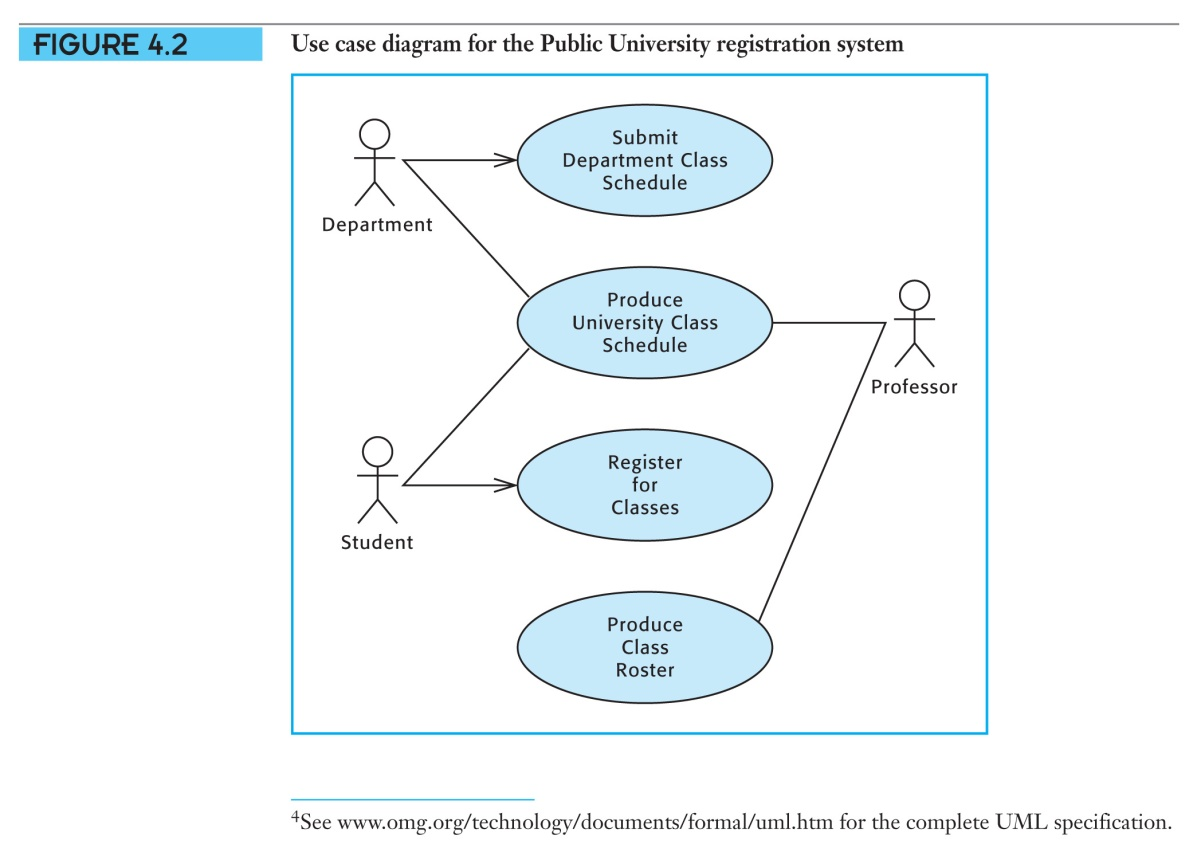 FIGURE 4.2
Use case diagram for the Public University registration system
Submit
Department Class
Schedule
Department
Produce
University Class
Schedule
Professor
Register
for
Classes
Student
Produce
Class
Roster
4See www.omg.org/technology/documents/formal/uml.htm for the complete UML specification.